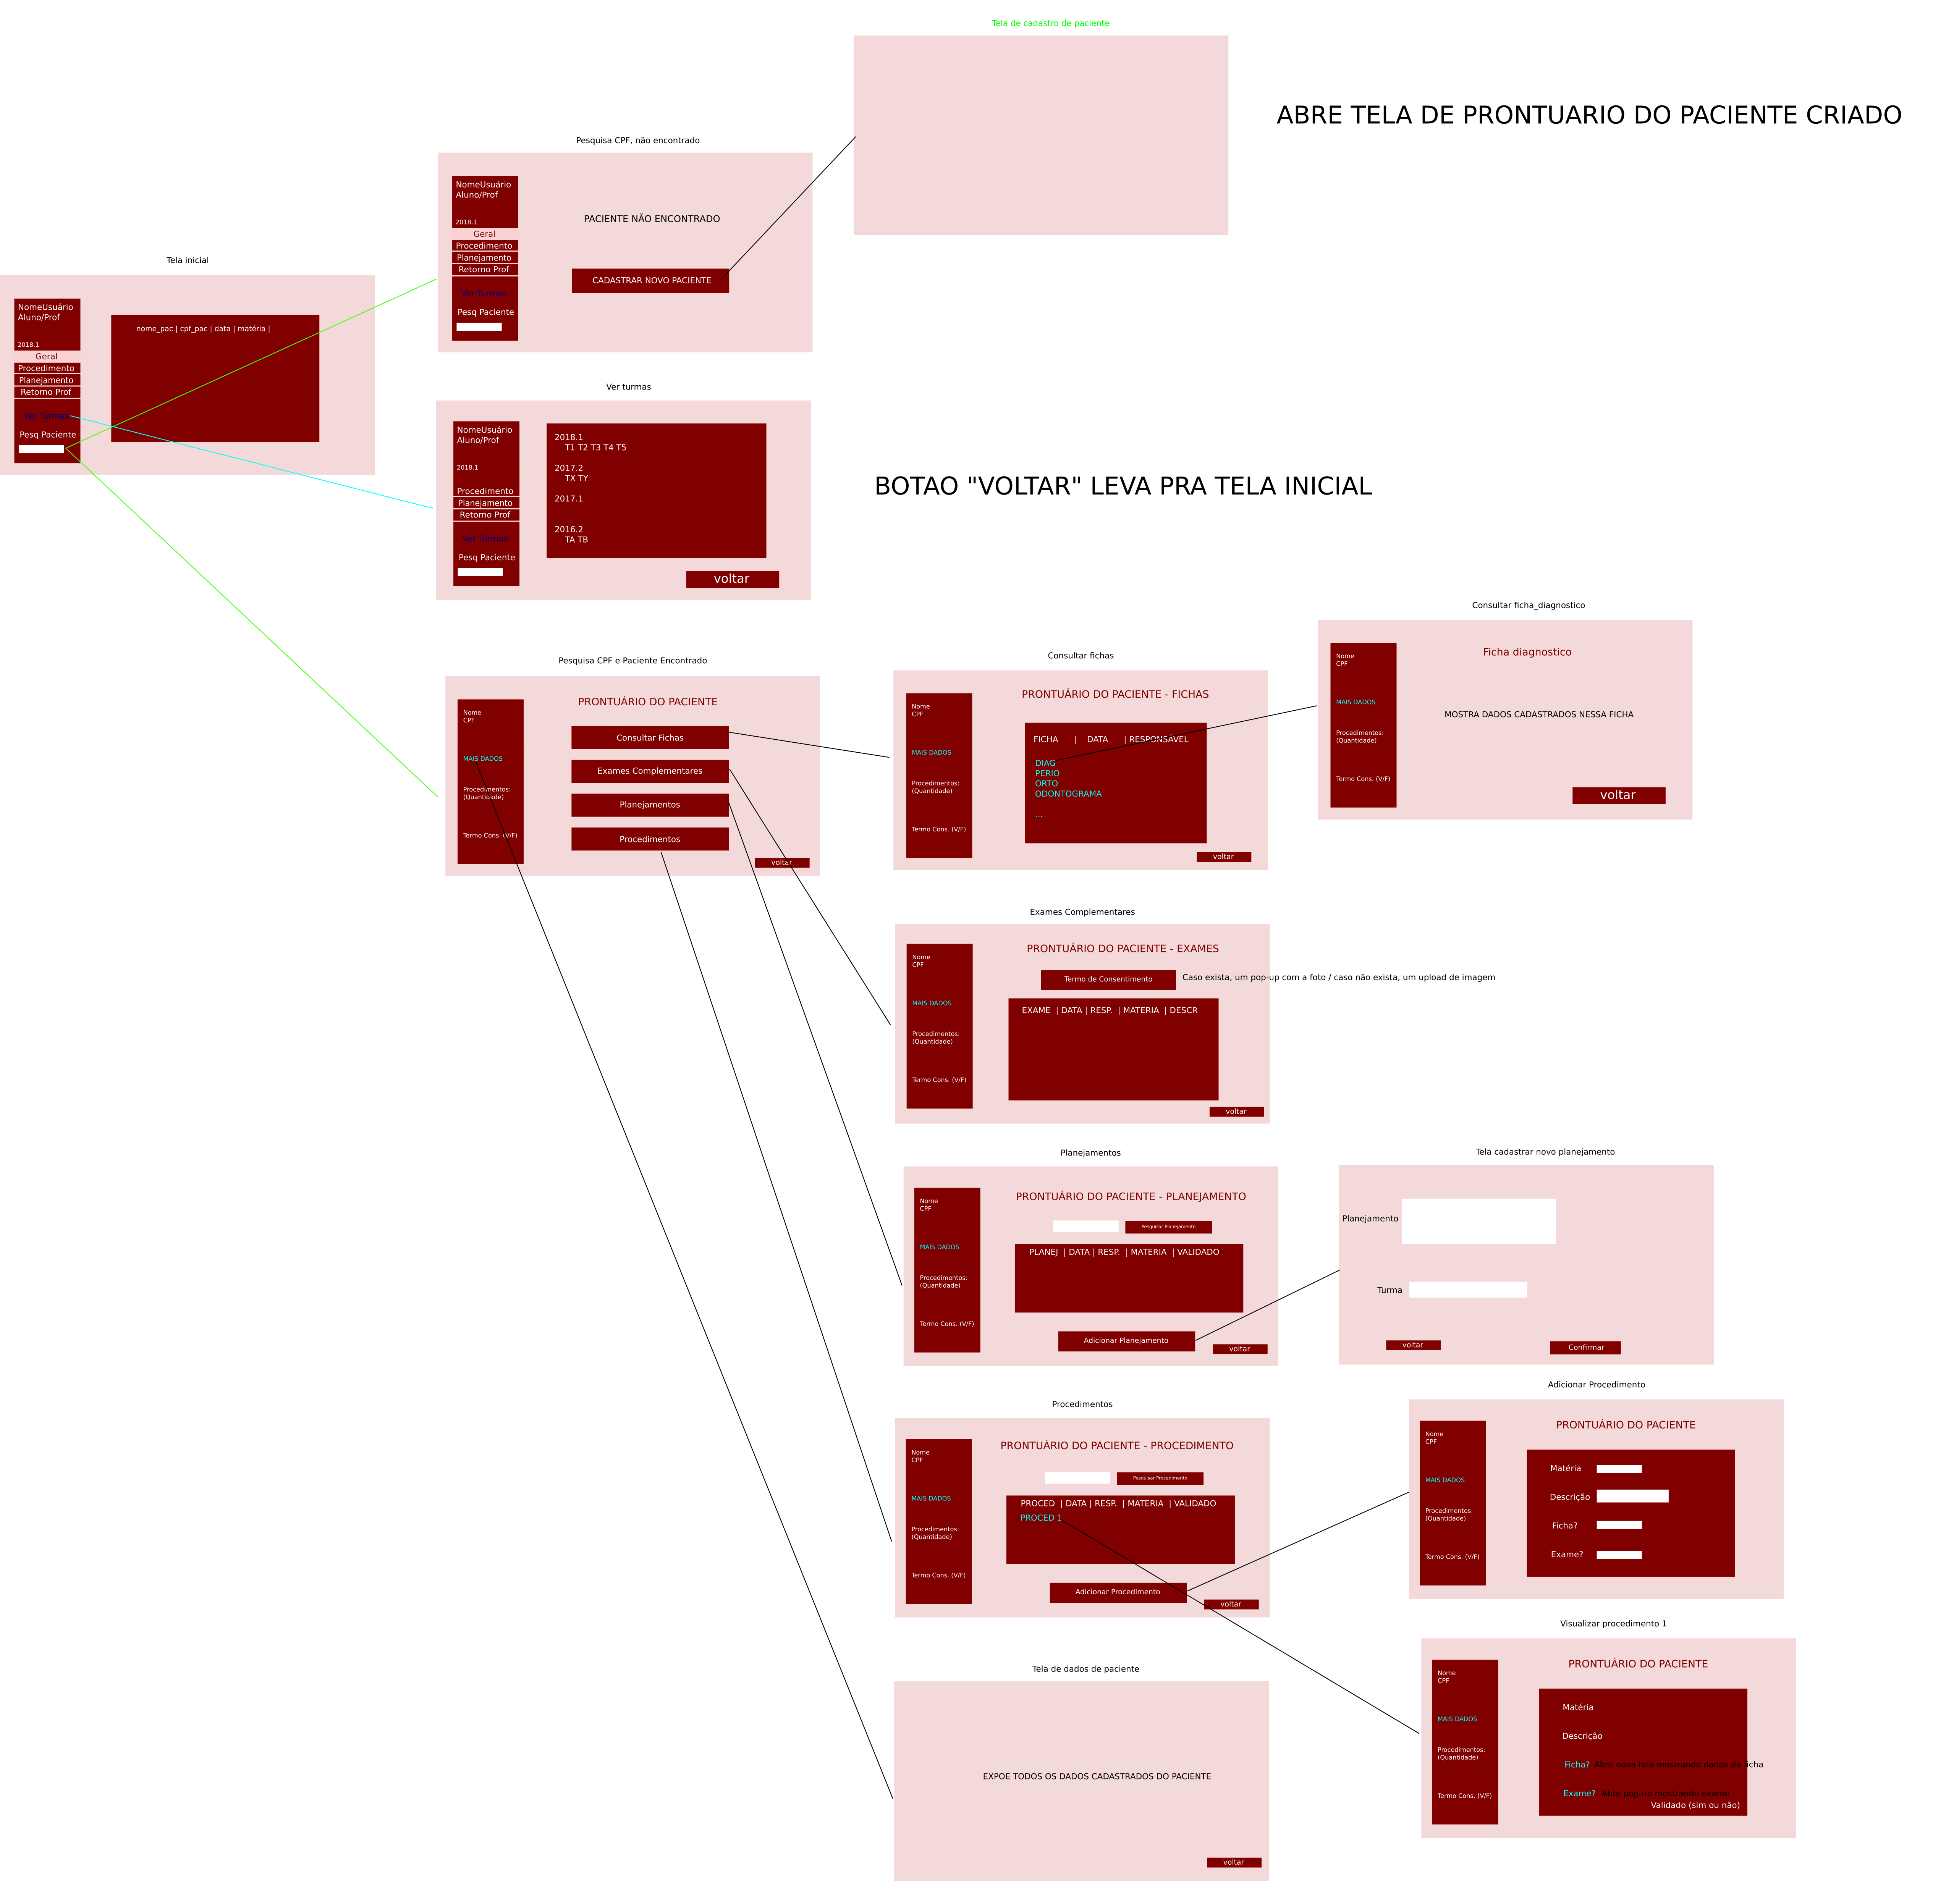 Tela de cadastro de paciente
ABRE TELA DE PRONTUARIO DO PACIENTE CRIADO
Pesquisa CPF, não encontrado
NomeUsuário
Aluno/Prof
2018.1
Geral
Procedimento
Planejamento
Retorno Prof
Ver Turmas
Pesq Paciente
PACIENTE NÃO ENCONTRADO
CADASTRAR NOVO PACIENTE
Tela inicial
NomeUsuário
Aluno/Prof
2018.1
Geral
Procedimento
Planejamento
Retorno Prof
Ver Turmas
Pesq Paciente
nome_pac | cpf_pac | data | matéria |
Ver turmas
NomeUsuário
Aluno/Prof
2018.1
Procedimento
Planejamento
Retorno Prof
Ver Turmas
Pesq Paciente
2018.1
T1 T2 T3 T4 T5
2017.2
TX TY
2017.1
2016.2
TA TB
voltar
BOTAO "VOLTAR" LEVA PRA TELA INICIAL
Pesquisa CPF e Paciente Encontrado
Nome
CPF
MAIS DADOS
Procedimentos:
(Quantidade)
Termo Cons. (V/F)
PRONTUÁRIO DO PACIENTE
Consultar Fichas
Exames Complementares
Planejamentos
Procedimentos
voltar
Consultar fichas
Nome
CPF
MAIS DADOS
Procedimentos:
(Quantidade)
Termo Cons. (V/F)
PRONTUÁRIO DO PACIENTE - FICHAS
FICHA | DATA | RESPONSÁVEL
DIAG
PERIO
ORTO
ODONTOGRAMA
...
voltar
Consultar ficha_diagnostico
Nome
CPF
MAIS DADOS
Procedimentos:
(Quantidade)
Termo Cons. (V/F)
Ficha diagnostico
MOSTRA DADOS CADASTRADOS NESSA FICHA
voltar
Exames Complementares
Nome
CPF
MAIS DADOS
Procedimentos:
(Quantidade)
Termo Cons. (V/F)
PRONTUÁRIO DO PACIENTE - EXAMES
Termo de Consentimento
Caso exista, um pop-up com a foto / caso não exista, um upload de imagem
EXAME | DATA | RESP. | MATERIA | DESCR
voltar
Planejamentos
Nome
CPF
MAIS DADOS
Procedimentos:
(Quantidade)
Termo Cons. (V/F)
PRONTUÁRIO DO PACIENTE - PLANEJAMENTO
Pesquisar Planejamento
PLANEJ | DATA | RESP. | MATERIA | VALIDADO
Adicionar Planejamento
voltar
Tela cadastrar novo planejamento
Planejamento
Turma
voltar
Confirmar
Procedimentos
Nome
CPF
MAIS DADOS
Procedimentos:
(Quantidade)
Termo Cons. (V/F)
PRONTUÁRIO DO PACIENTE - PROCEDIMENTO
Pesquisar Procedimento
PROCED | DATA | RESP. | MATERIA | VALIDADO
PROCED 1
Adicionar Procedimento
voltar
Adicionar Procedimento
Nome
CPF
MAIS DADOS
Procedimentos:
(Quantidade)
Termo Cons. (V/F)
PRONTUÁRIO DO PACIENTE
Matéria
Descrição
Ficha?
Exame?
Visualizar procedimento 1
Nome
CPF
MAIS DADOS
Procedimentos:
(Quantidade)
Termo Cons. (V/F)
PRONTUÁRIO DO PACIENTE
Matéria
Descrição
Ficha? Abre nova tela mostrando dados da ficha
Exame? Abre pop-up mostrando exame
Validado (sim ou não)
Tela de dados de paciente
EXPOE TODOS OS DADOS CADASTRADOS DO PACIENTE
voltar